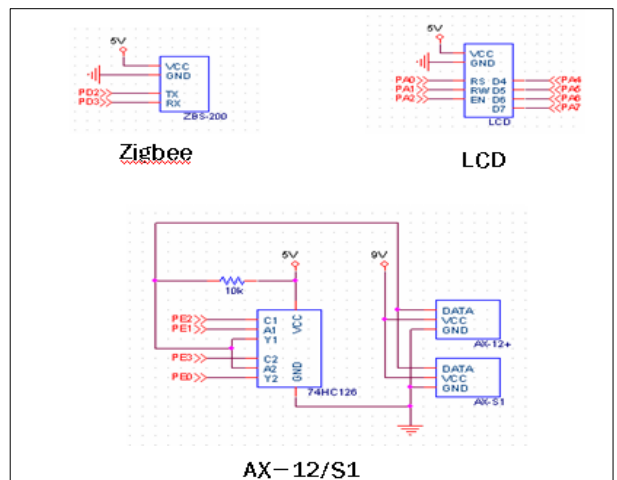 5V
VCC
GND
PD2 TX
PD3 RX
ZBS-200
Zigbee
5V
VCC
GND
PA0 RS D4 PA4
PA1 RW D5 PA5
PA2 EN D6 PA6
D7 PA7
LCD
LCD
5V 9V
10k
PE2 C1 VCC
PE1 A1
Y1
PE3 C2
A2 GND
PE0 Y2
74HC126
DATA
VCC
GND
AX-12+
DATA
VCC
GND
AX-S1
AX-12/S1